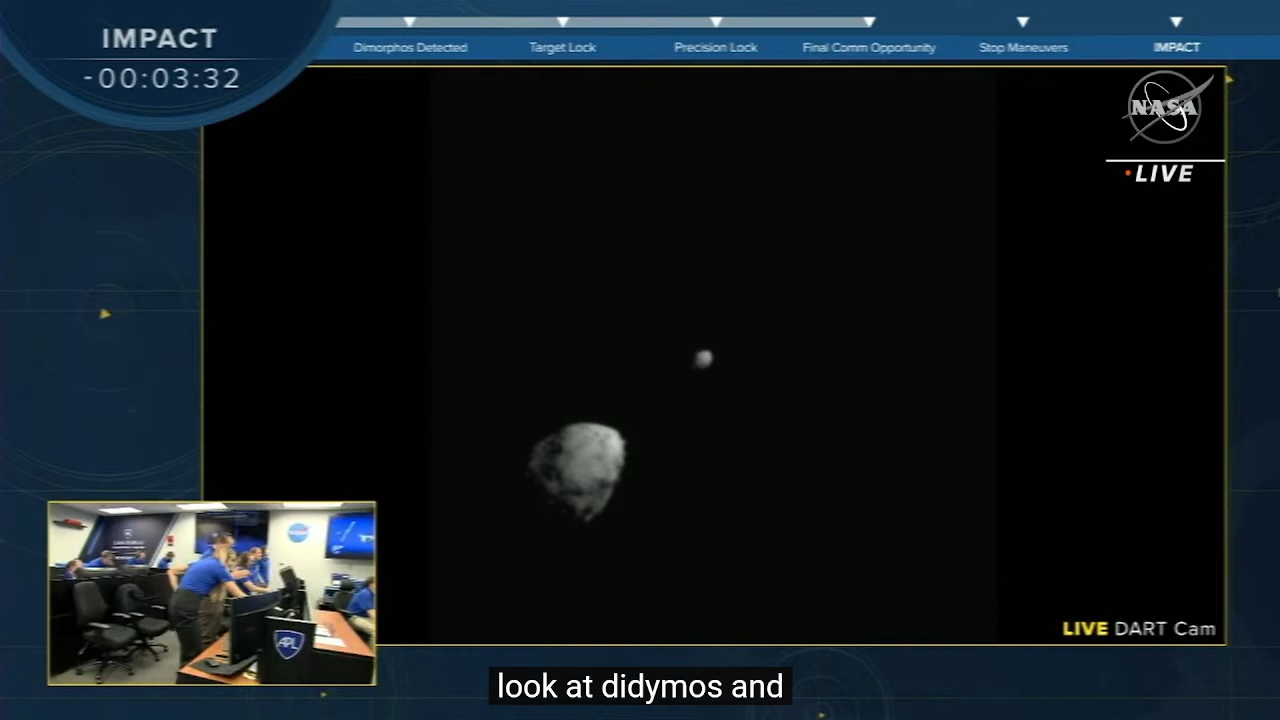 IMPACT
-00:03:32
Dimorphos Detected
Target Lock
Precision Lock
Final Comm Opportunity
Stop Maneuvers
IMPACT
NASA
LIVE
NASA
APL
LIVE DART Cam
look at didymos and